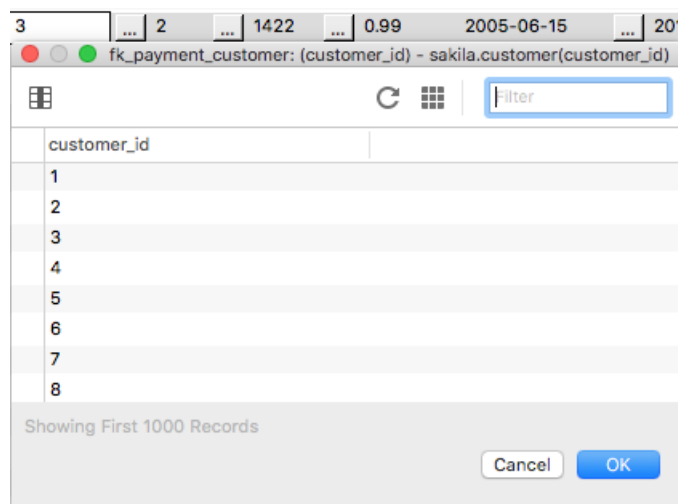 3 ... 2 ... 1422 ... 0.99 2005-06-15 ... 20
fk_payment_customer: (customer_id) - sakila.customer(customer_id)
Filter
customer_id
1
2
3
4
5
6
7
8
Showing First 1000 Records
Cancel OK